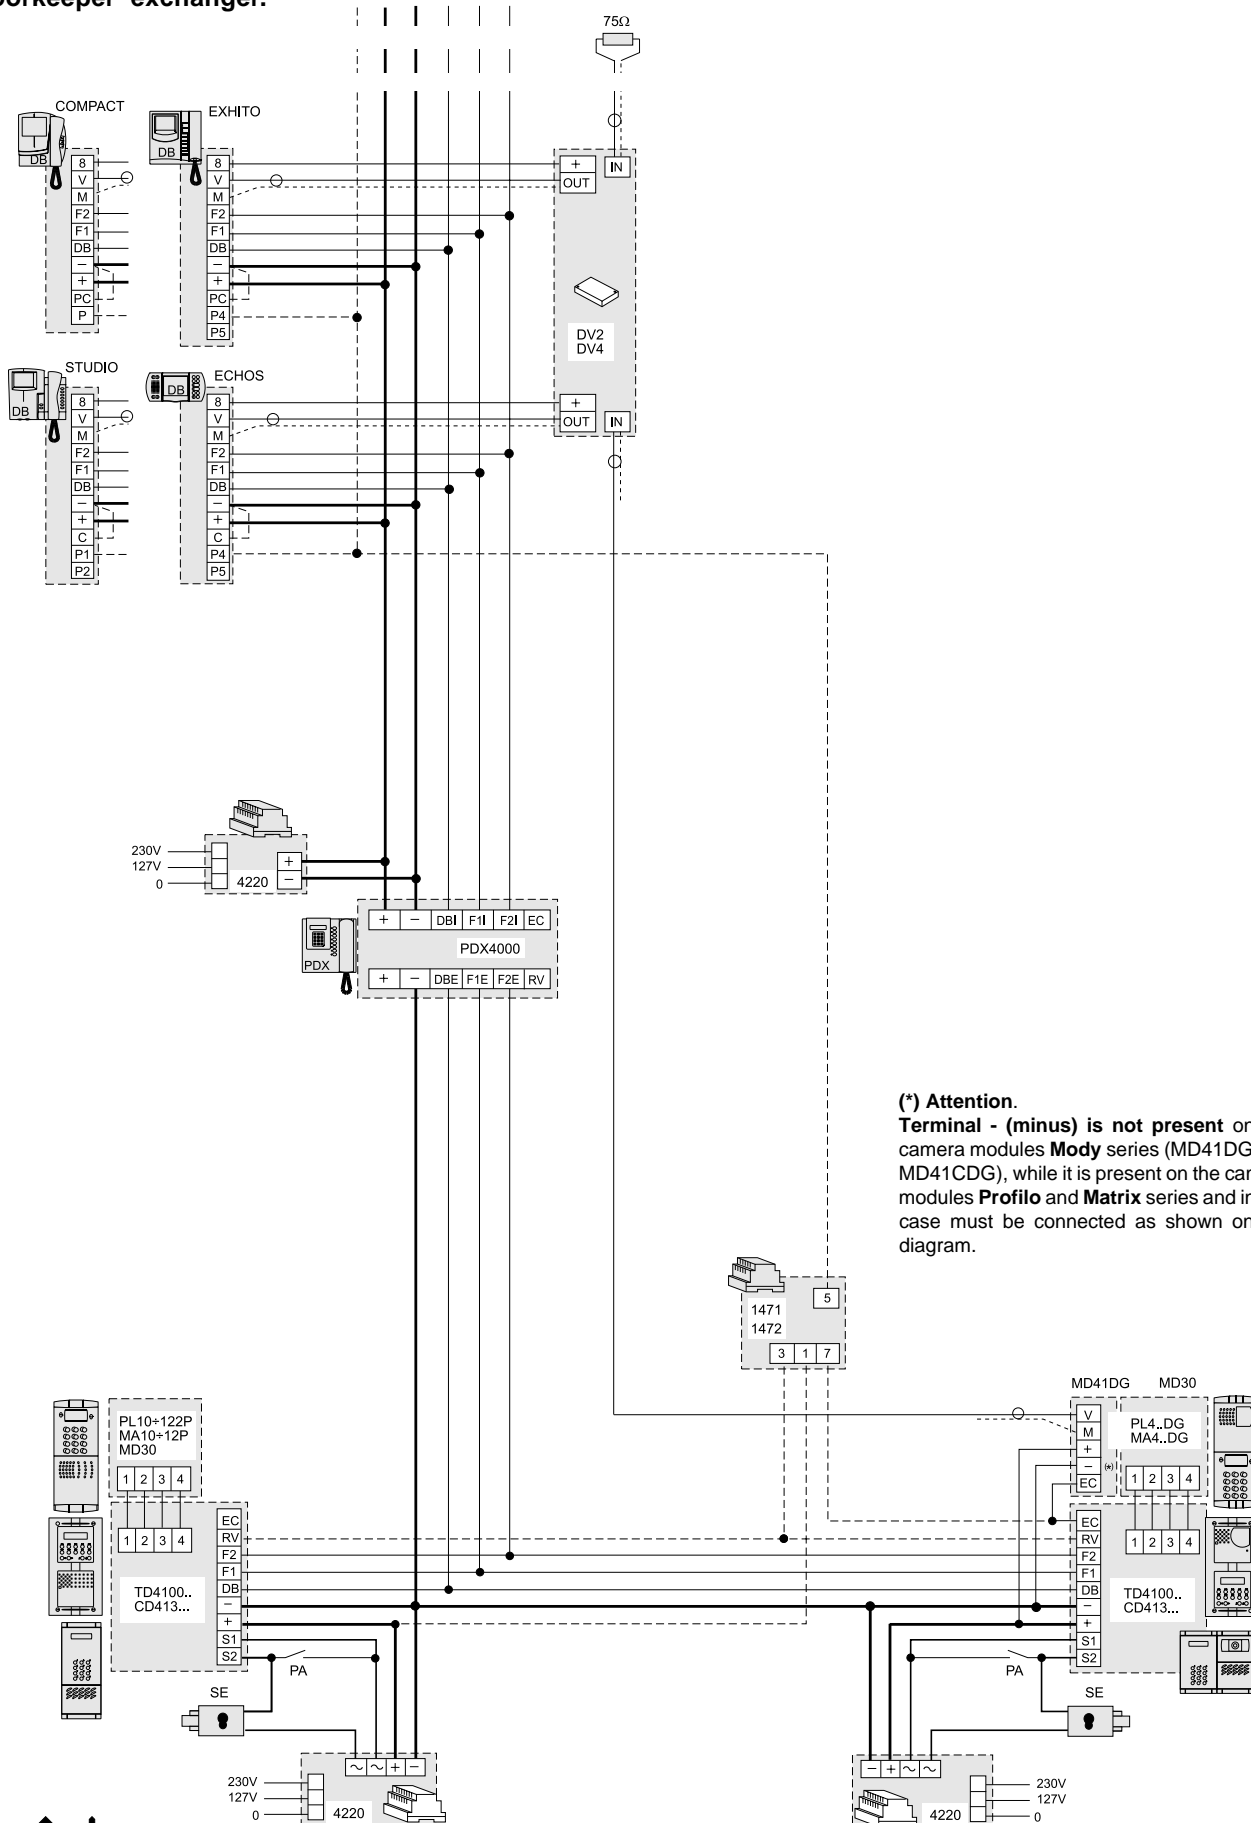 exchanger.
75Ω
COMPACT
EXHITO
DB
DB
8
V
M
F2
F1
DB
−
+
PC
P
8
V
M
F2
F1
DB
−
+
PC
P4
P5
+
OUT
IN
DV2
DV4
+
OUT
IN
STUDIO
ECHOS
DB
DB
8
V
M
F2
F1
DB
−
+
C
P1
P2
8
V
M
F2
F1
DB
−
+
C
P4
P5
230V
127V
0
4220
+
−
PDX
+ − DBI F1I F2I EC
PDX4000
+ − DBE F1E F2E RV
(*) Attention.
Terminal - (minus) is not present on
camera modules Mody series (MD41DG
MD41CDG), while it is present on the
modules Profilo and Matrix series and
case must be connected as shown on
diagram.
5
1471
1472
3 1 7
PL10÷122P
MA10÷12P
MD30
1 2 3 4
1 2 3 4
TD4100..
CD413...
EC
RV
F2
F1
DB
−
+
S1
S2
PA
SE
∼ ∼ + −
230V
127V
0
4220
MD41DG
MD30
V
M
+
− (*)
EC
PL4..DG
MA4..DG
1 2 3 4
1 2 3 4
EC
RV
F2
F1
DB
−
+
S1
S2
TD4100..
CD413...
PA
SE
− + ∼ ∼
4220
230V
127V
0